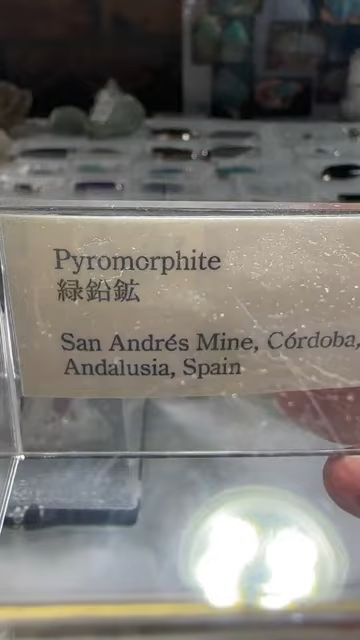 Pyromorphite
緑鉛鉱
San Andrés Mine, Córdoba,
Andalusia, Spain